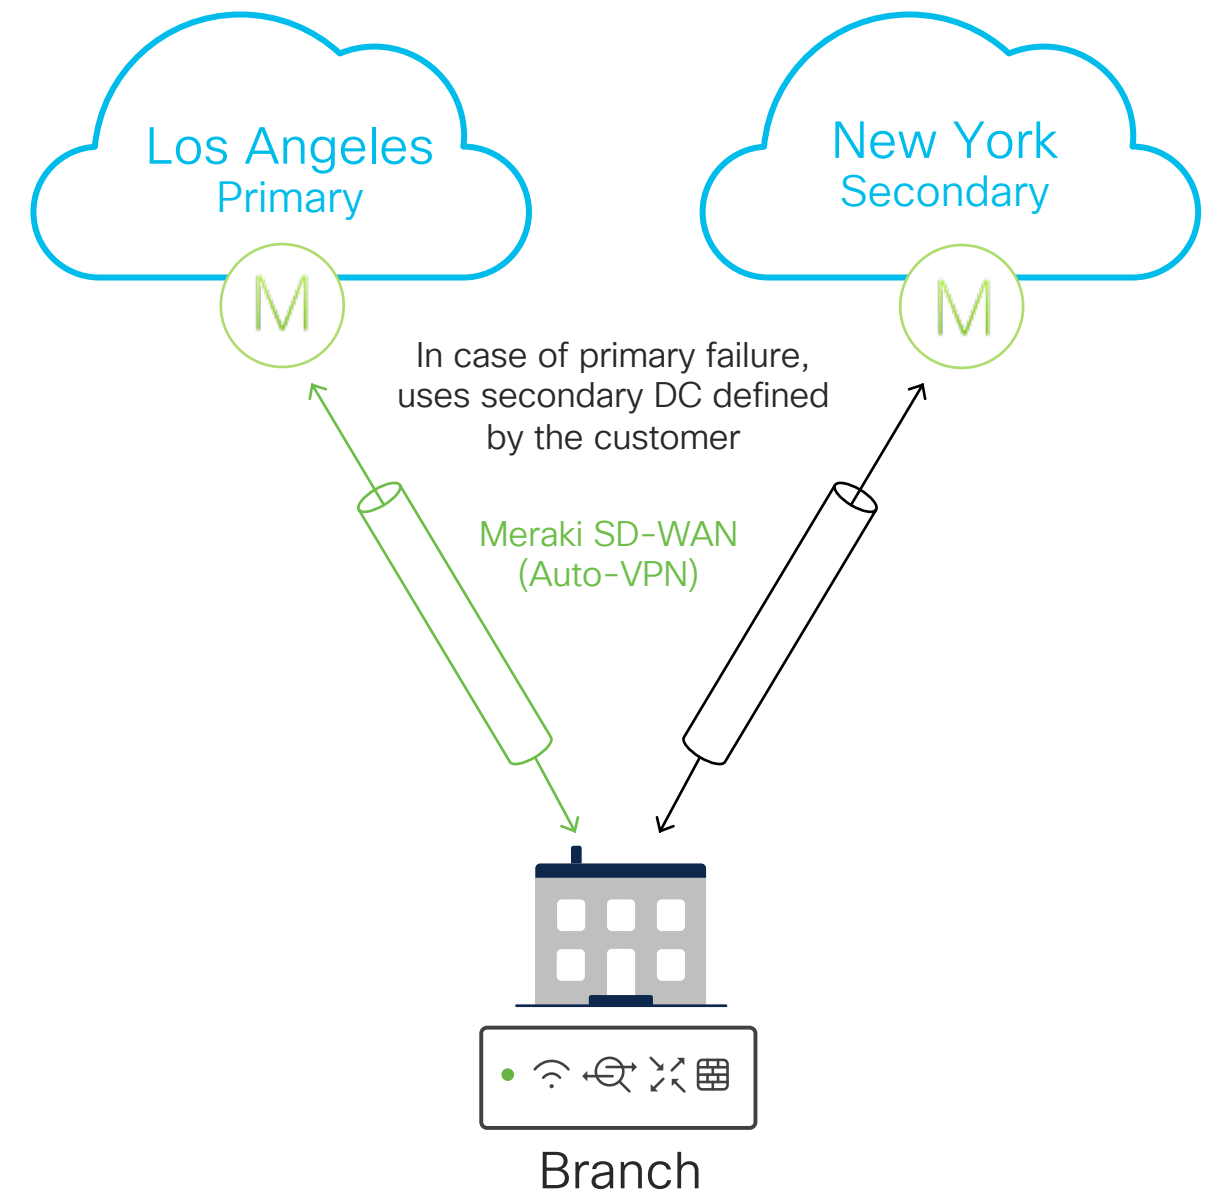 Los Angeles
Primary
New York
Secondary
M
M
In case of primary failure,
uses secondary DC defined
by the customer
Meraki SD-WAN
(Auto-VPN)
Branch